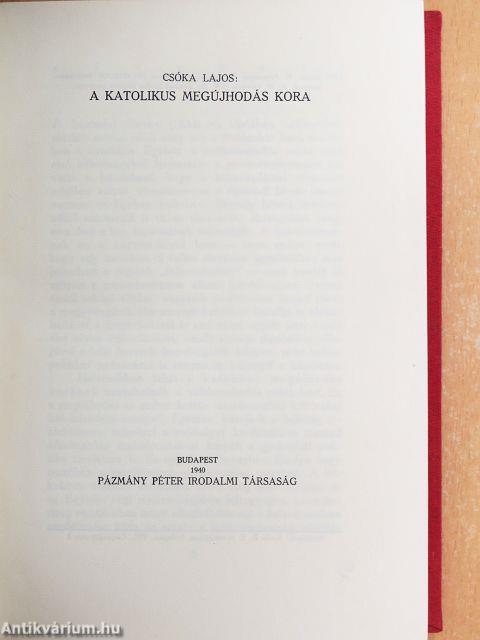 CSÓKA LAJOS:
A KATOLIKUS MEGÚJHODÁS KORA
BUDAPEST
1940
PÁZMÁNY PÉTER IRODALMI TÁRSASÁG
Antikvárium.hu